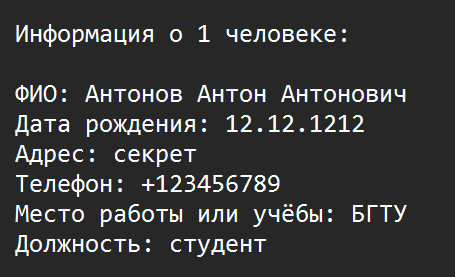 Информация о 1 человеке:
ФИО: Антонов Антон Антонович
Дата рождения: 12.12.1212
Адрес: секрет
Телефон: +123456789
Место работы или учёбы: БГТУ
Должность: студент